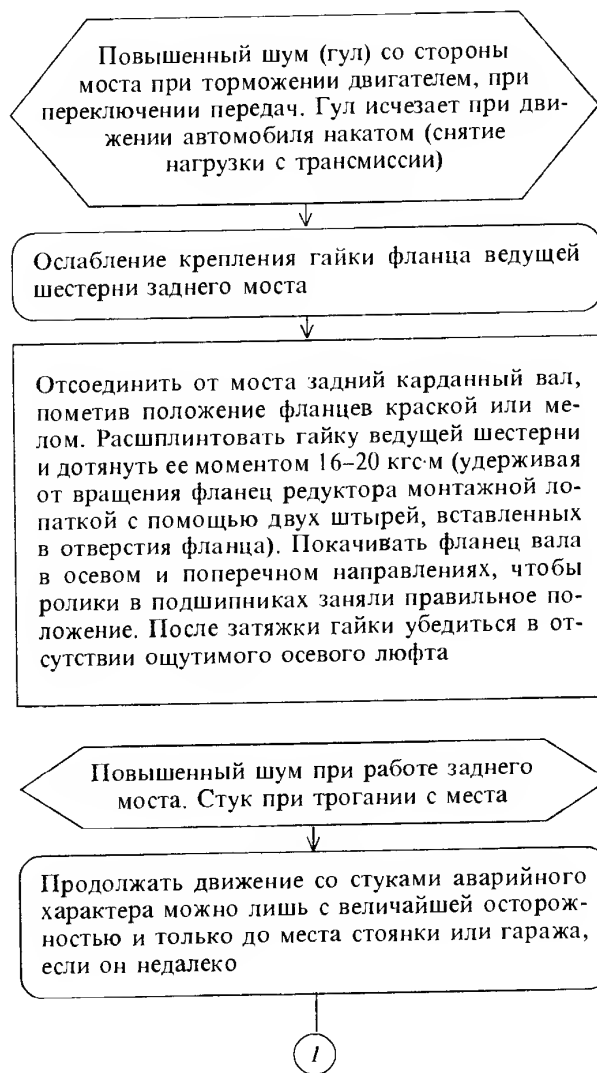 Повышенный шум (гул) со стороны
моста при торможении двигателем, при
переключении передач. Гул исчезает при дви-
жении автомобиля накатом (снятие
нагрузки с трансмиссии)
Ослабление крепления гайки фланца ведущей
шестерни заднего моста
Отсоединить от моста задний карданный вал,
пометив положение фланцев краской или ме-
лом. Расшплинтовать гайку ведущей шестерни
и дотянуть ее моментом 16–20 кгс·м (удерживая
от вращения фланец редуктора монтажной ло-
паткой с помощью двух штырей, вставленных
в отверстия фланца). Покачивать фланец вала
в осевом и поперечном направлениях, чтобы
ролики в подшипниках заняли правильное по-
ложение. После затяжки гайки убедиться в от-
сутствии ощутимого осевого люфта
Повышенный шум при работе заднего
моста. Стук при трогании с места
Продолжать движение со стуками аварийного
характера можно лишь с величайшей осторож-
ностью и только до места стоянки или гаража,
если он недалеко
1